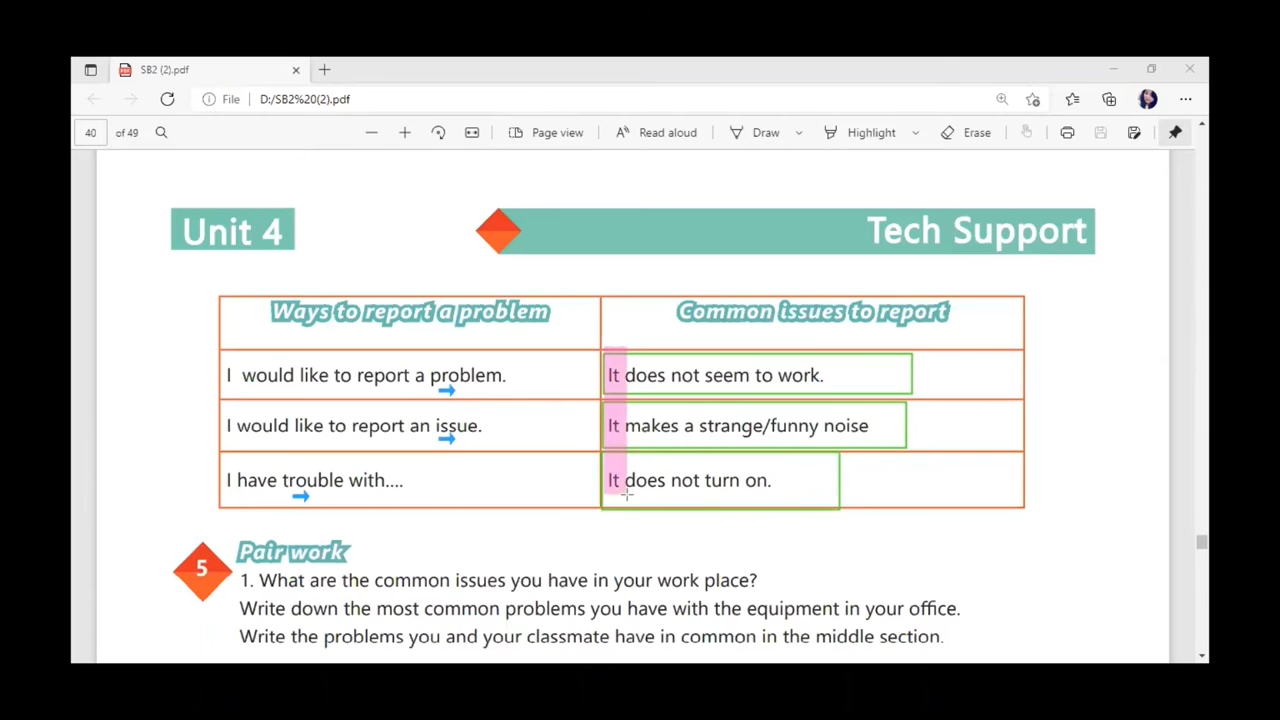 SB2 (2).pdf
File D:/SB2%20(2).pdf
40 of 49 Page view Read aloud Draw Highlight Erase
Unit 4 Tech Support
Ways to report a problem Common issues to report
I would like to report a problem. It does not seem to work.
I would like to report an issue. It makes a strange/funny noise
I have trouble with.... It does not turn on.
5 Pair work
1. What are the common issues you have in your work place?
Write down the most common problems you have with the equipment in your office.
Write the problems you and your classmate have in common in the middle section.